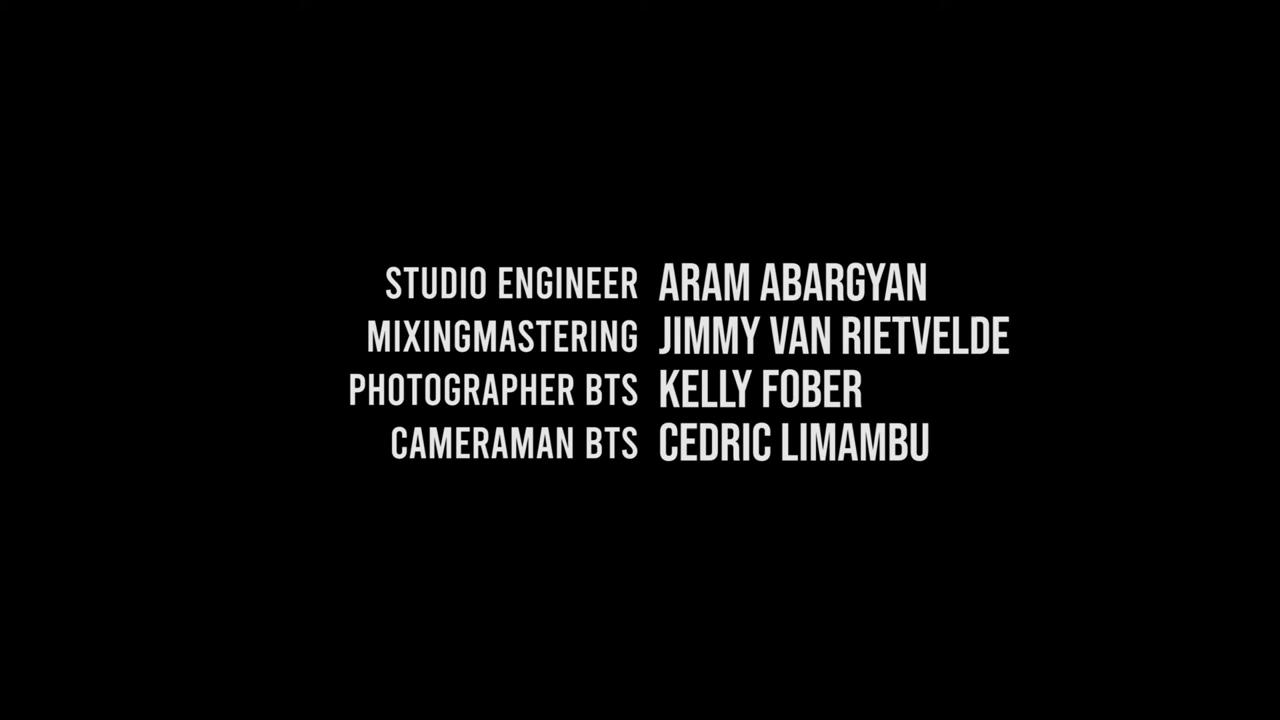 STUDIO ENGINEER ARAM ABARGYAN
MIXINGMASTERING JIMMY VAN RIETVELDE
PHOTOGRAPHER BTS KELLY FOBER
CAMERAMAN BTS CEDRIC LIMAMBU